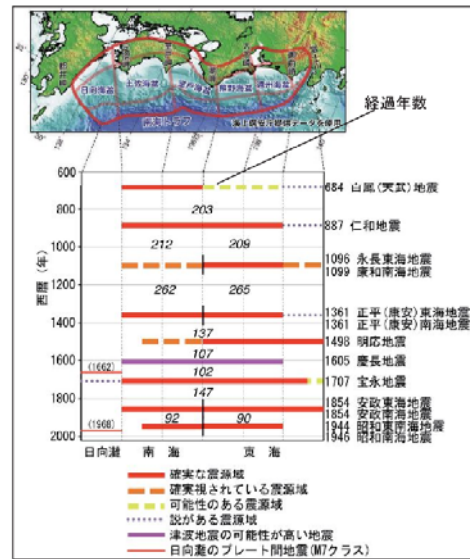 日向海盆
土佐海盆
室戸海盆
熊野海盆
遠州海盆
南海トラフ
海上保安庁提供データを使用
経過年数
600
800
1000
1200
1400
1600
1800
2000
西暦(年)
203
212
209
262
265
137
107
102
147
92
90
(1662)
(1968)
684 白鳳(天武)地震
887 仁和地震
1096 永長東海地震
1099 康和南海地震
1361 正平(康安)東海地震
1361 正平(康安)南海地震
1498 明応地震
1605 慶長地震
1707 宝永地震
1854 安政東海地震
1854 安政南海地震
1944 昭和東南海地震
1946 昭和南海地震
日向灘 南海 東海
確実な震源域
確実視されている震源域
可能性のある震源域
説がある震源域
津波地震の可能性が高い地震
日向灘のプレート間地震(M7クラス)